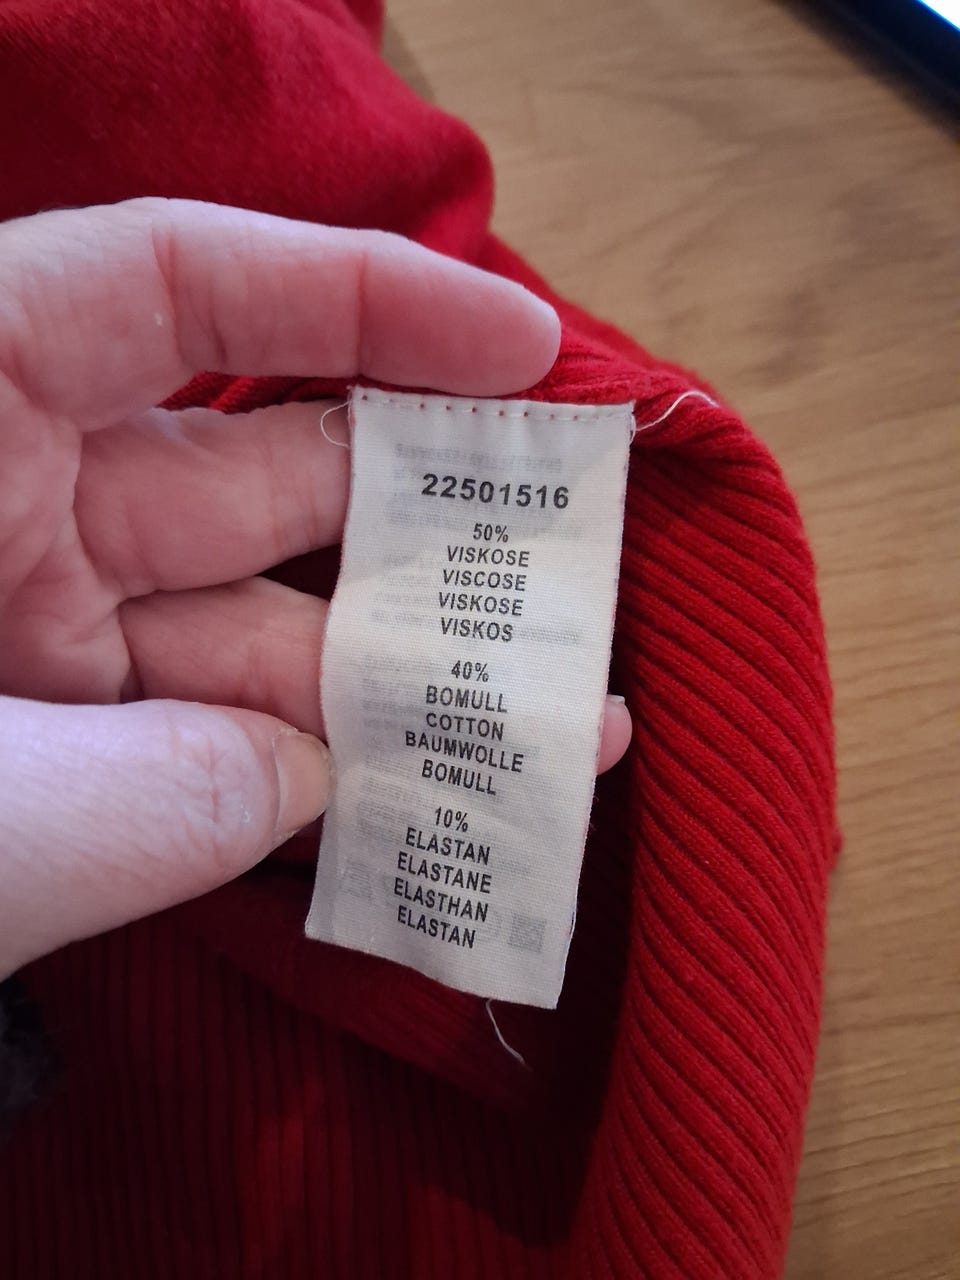 22501516
50%
VISKOSE
VISCOSE
VISKOSE
VISKOS
40%
BOMULL
COTTON
BAUMWOLLE
BOMULL
10%
ELASTAN
ELASTANE
ELASTHAN
ELASTAN